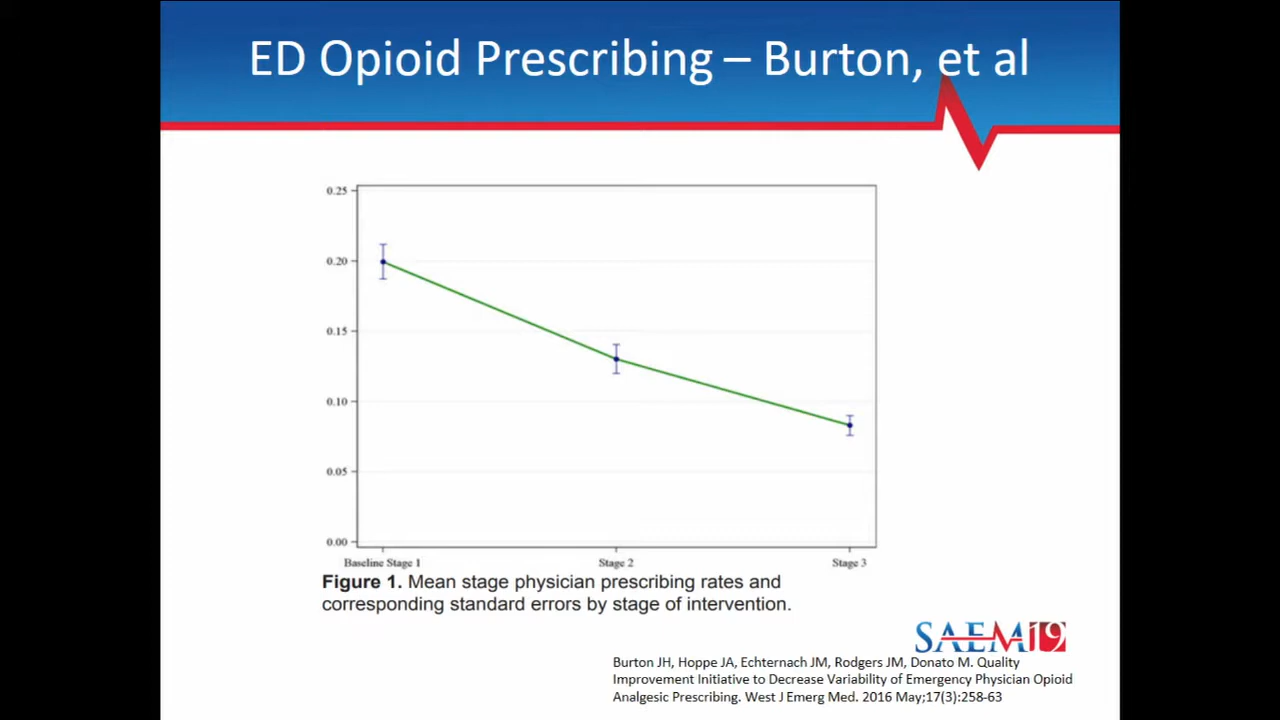 ED Opioid Prescribing – Burton, et al
0.25
0.20
0.15
0.10
0.05
0.00
Baseline Stage 1
Stage 2
Stage 3
Figure 1. Mean stage physician prescribing rates and
corresponding standard errors by stage of intervention.
SAEM19
Burton JH, Hoppe JA, Echternach JM, Rodgers JM, Donato M. Quality
Improvement Initiative to Decrease Variability of Emergency Physician Opioid
Analgesic Prescribing. West J Emerg Med. 2016 May;17(3):258-63